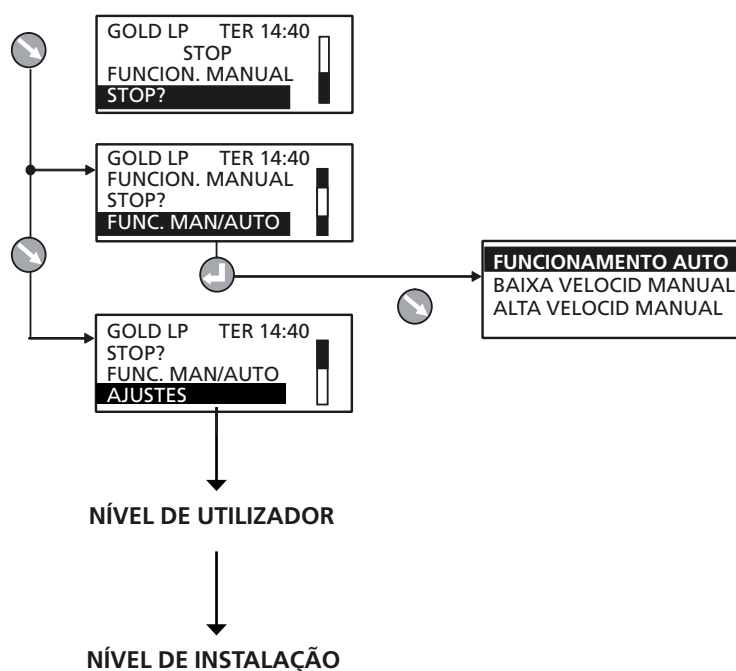 GOLD LP TER 14:40
STOP
FUNCION. MANUAL
STOP?
GOLD LP TER 14:40
FUNCION. MANUAL
STOP?
FUNC. MAN/AUTO
FUNCIONAMENTO AUTO
BAIXA VELOCID MANUAL
ALTA VELOCID MANUAL
GOLD LP TER 14:40
STOP?
FUNC. MAN/AUTO
AJUSTES
NÍVEL DE UTILIZADOR
NÍVEL DE INSTALAÇÃO